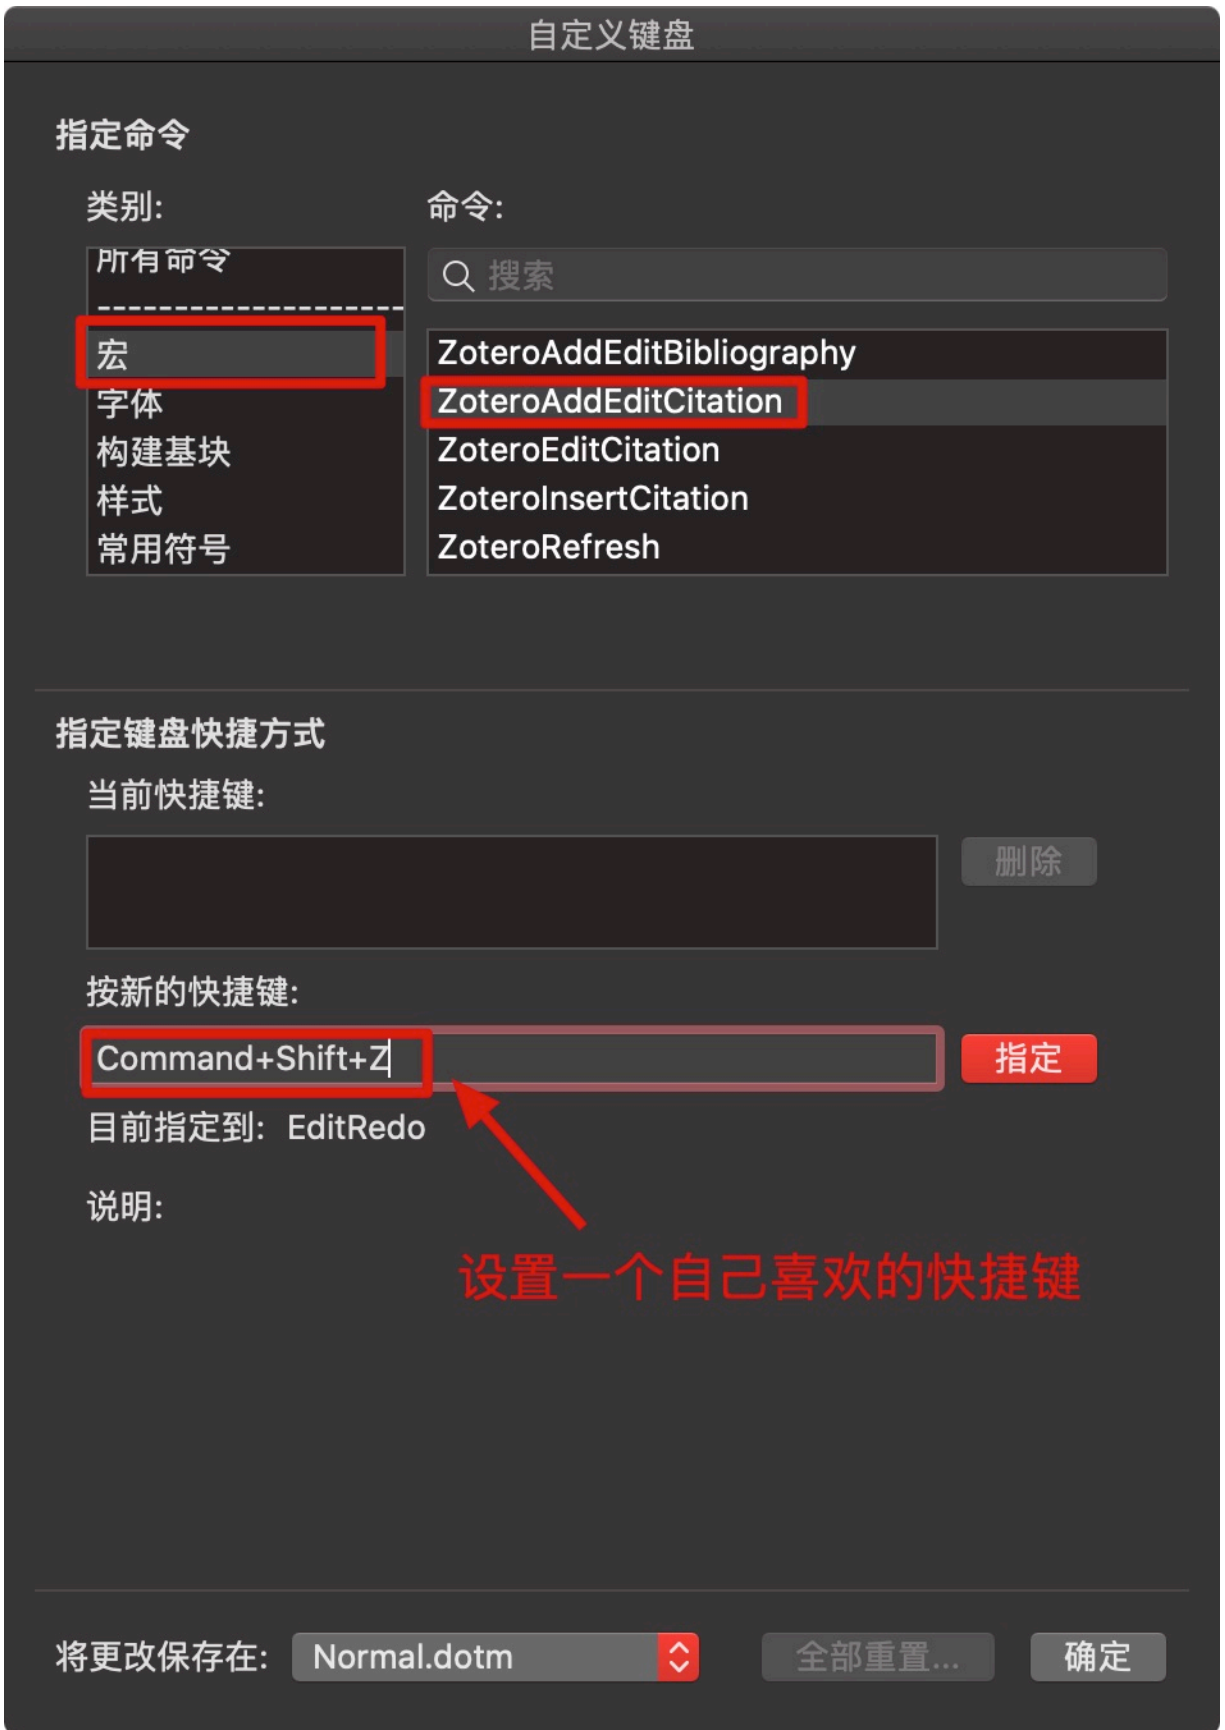 自定义键盘
指定命令
类别:
命令:
所有命令
搜索
--------------------
宏
ZoteroAddEditBibliography
ZoteroAddEditCitation
字体
ZoteroEditCitation
构建基块
ZoteroInsertCitation
样式
ZoteroRefresh
常用符号
指定键盘快捷方式
当前快捷键:
删除
按新的快捷键:
Command+Shift+Z
指定
目前指定到: EditRedo
说明:
设置一个自己喜欢的快捷键
将更改保存在: Normal.dotm 全部重置... 确定